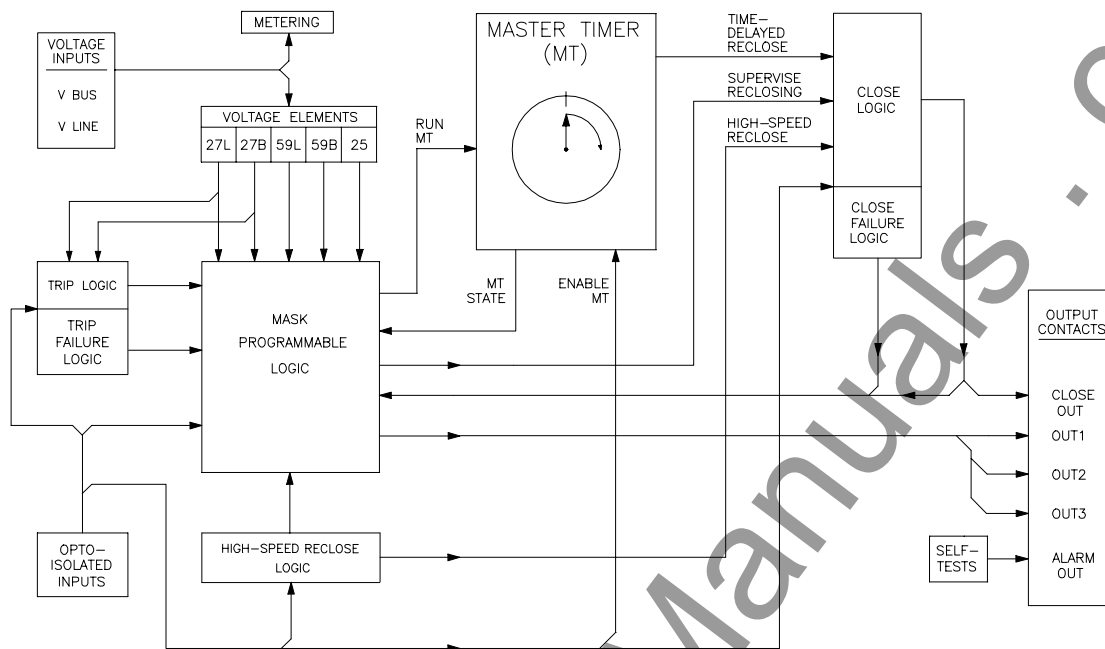 METERING
VOLTAGE
INPUTS
V BUS
V LINE
VOLTAGE ELEMENTS
27L 27B 59L 59B 25
RUN
MT
MASTER TIMER
(MT)
TIME-
DELAYED
RECLOSE
SUPERVISE
RECLOSING
HIGH-SPEED
RECLOSE
CLOSE
LOGIC
CLOSE
FAILURE
LOGIC
TRIP LOGIC
TRIP
FAILURE
LOGIC
MASK
PROGRAMMABLE
LOGIC
MT
STATE
ENABLE
MT
OUTPUT
CONTACTS
CLOSE
OUT
OUT1
OUT2
OUT3
ALARM
OUT
OPTO-
ISOLATED
INPUTS
HIGH-SPEED RECLOSE
LOGIC
SELF-
TESTS
Manuals .